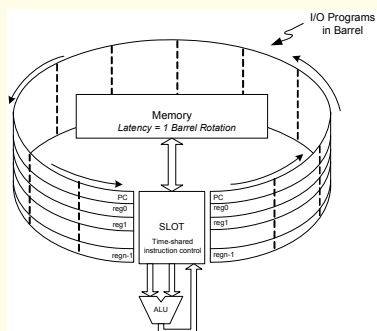 I/O Programs
in Barrel
Memory
Latency = 1 Barrel Rotation
PC
reg0
reg1
regn-1
SLOT
Time-shared
instruction control
PC
reg0
reg1
regn-1
ALU